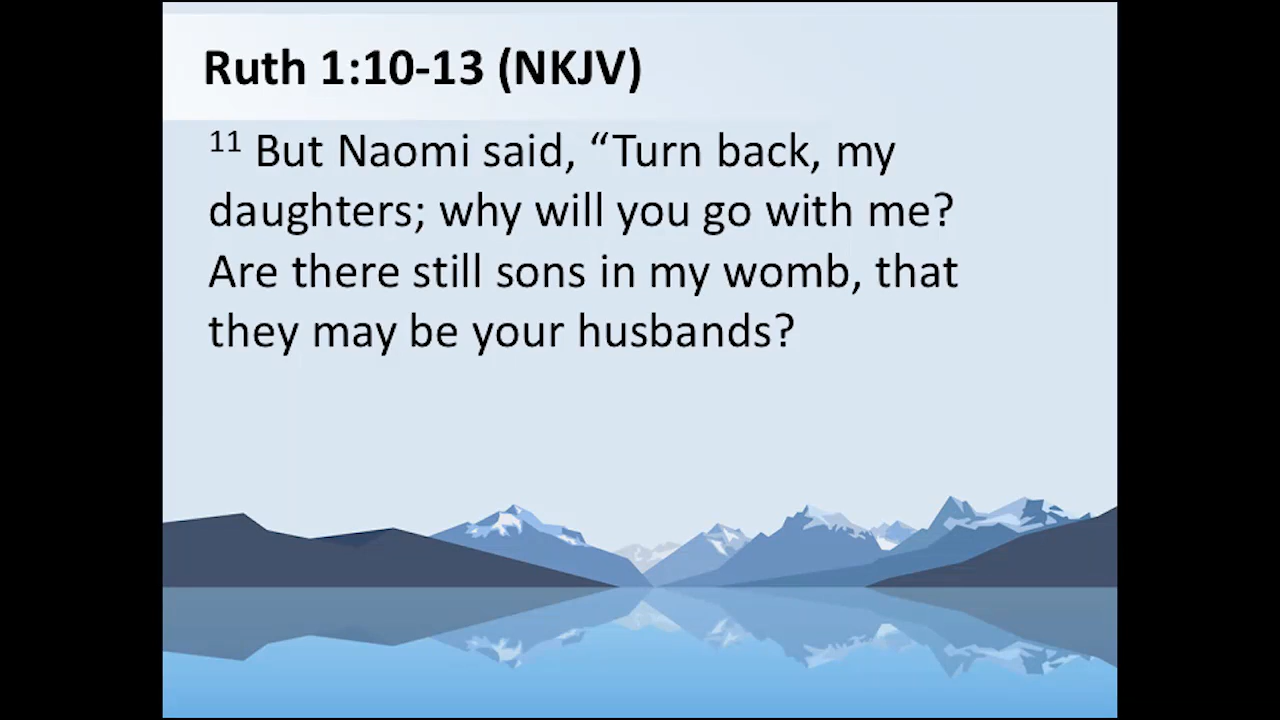 Ruth 1:10-13 (NKJV)
11 But Naomi said, “Turn back, my
daughters; why will you go with me?
Are there still sons in my womb, that
they may be your husbands?